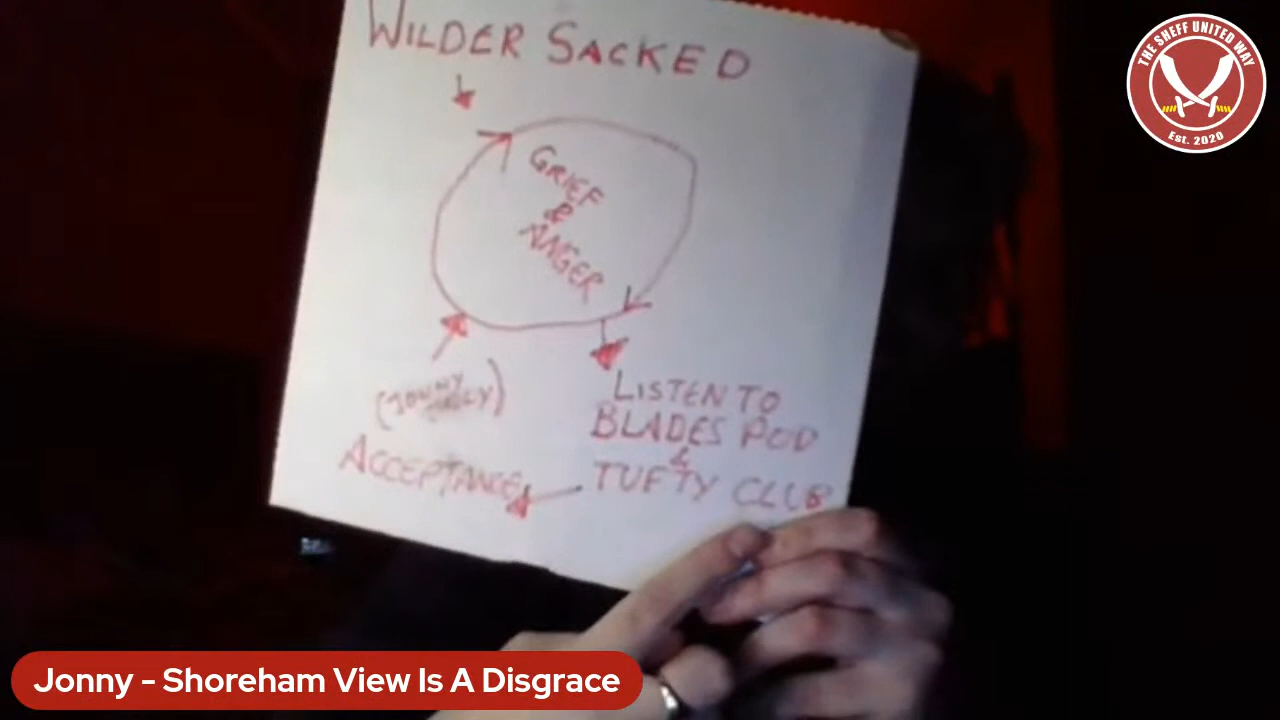 WILDER SACKED
GRIEF
&
ANGER
(JONNY
ACCEPTANCE
LISTEN TO
BLADES POD
&
TUFTY CLUB
THE SHEFF UNITED WAY
Est. 2020
Jonny - Shoreham View Is A Disgrace